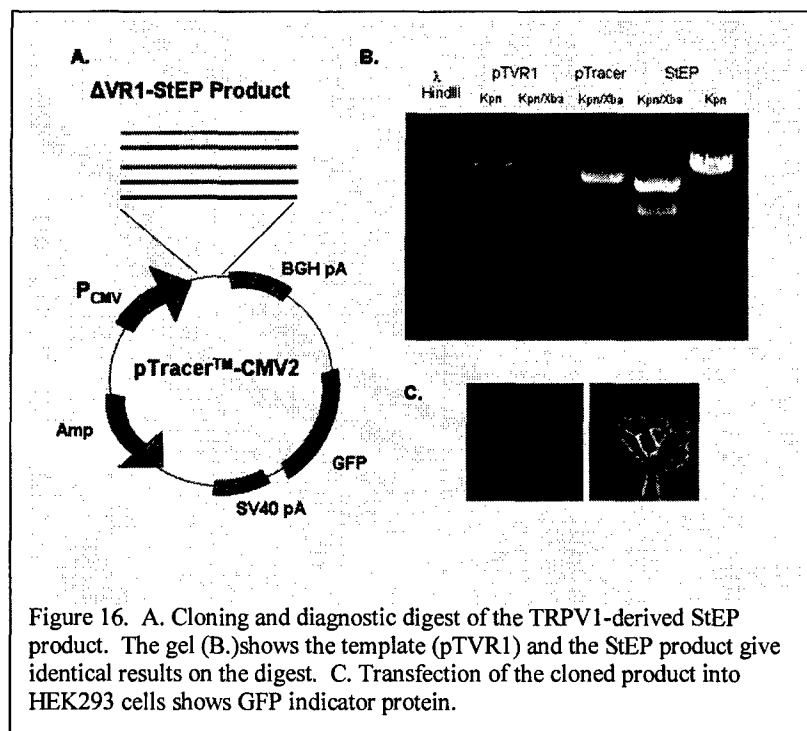 A.
ΔVR1-StEP Product
PCMV
BGH pA
pTracer™-CMV2
Amp
GFP
SV40 pA
B.
λ HindIII
pTVR1
pTracer
StEP
Kpn
Kpn/Xba
Kpn/Xba
Kpn/Xba
Kpn
C.
Figure 16. A. Cloning and diagnostic digest of the TRPV1-derived StEP
product. The gel (B.)shows the template (pTVR1) and the StEP product give
identical results on the digest. C. Transfection of the cloned product into
HEK293 cells shows GFP indicator protein.